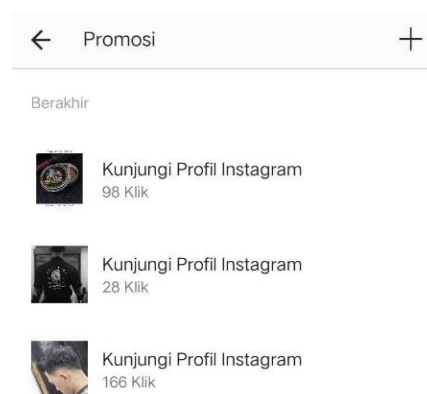 Promosi
Berakhir
Kunjungi Profil Instagram
98 Klik
Kunjungi Profil Instagram
28 Klik
Kunjungi Profil Instagram
166 Klik